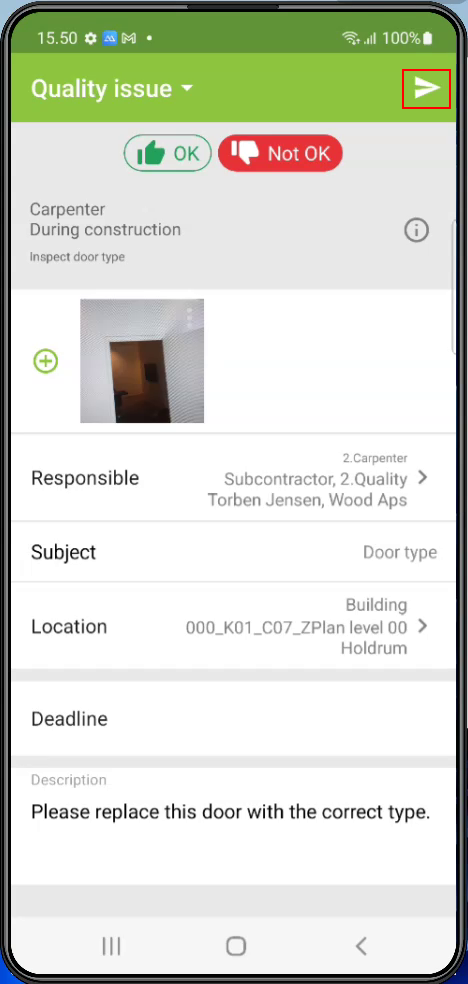 15.50
100%
Quality issue
OK
Not OK
Carpenter
During construction
Inspect door type
2.Carpenter
Responsible
Subcontractor, 2.Quality
Torben Jensen, Wood Aps
Subject
Door type
Building
Location
000_K01_C07_ZPlan level 00
Holdrum
Deadline
Description
Please replace this door with the correct type.